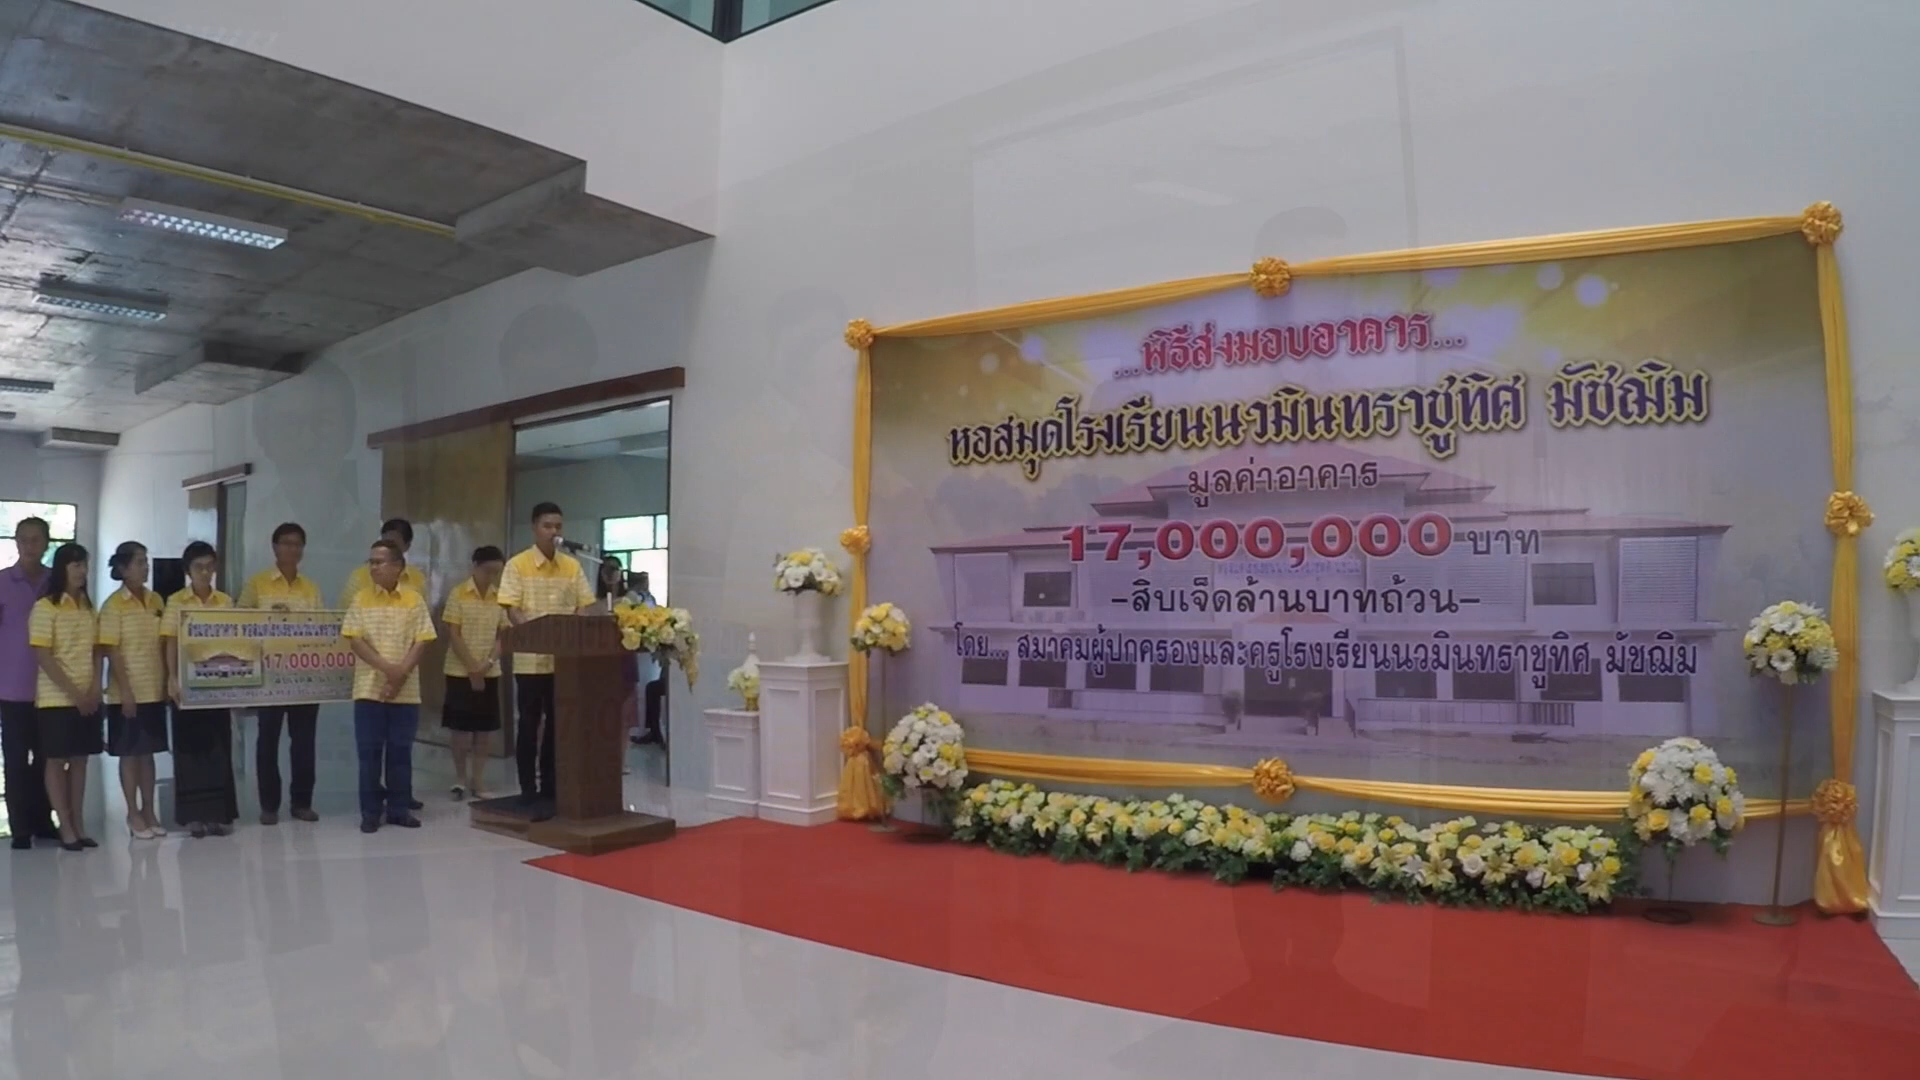 ...พิธีส่งมอบอาคาร...
หอสมุดโรงเรียนนวมินทราชูทิศ มัชฌิม
มูลค่าอาคาร
17,000,000 บาท
-สิบเจ็ดล้านบาทถ้วน-
โดย... สมาคมผู้ปกครองและครูโรงเรียนนวมินทราชูทิศ มัชฌิม
17,000,000